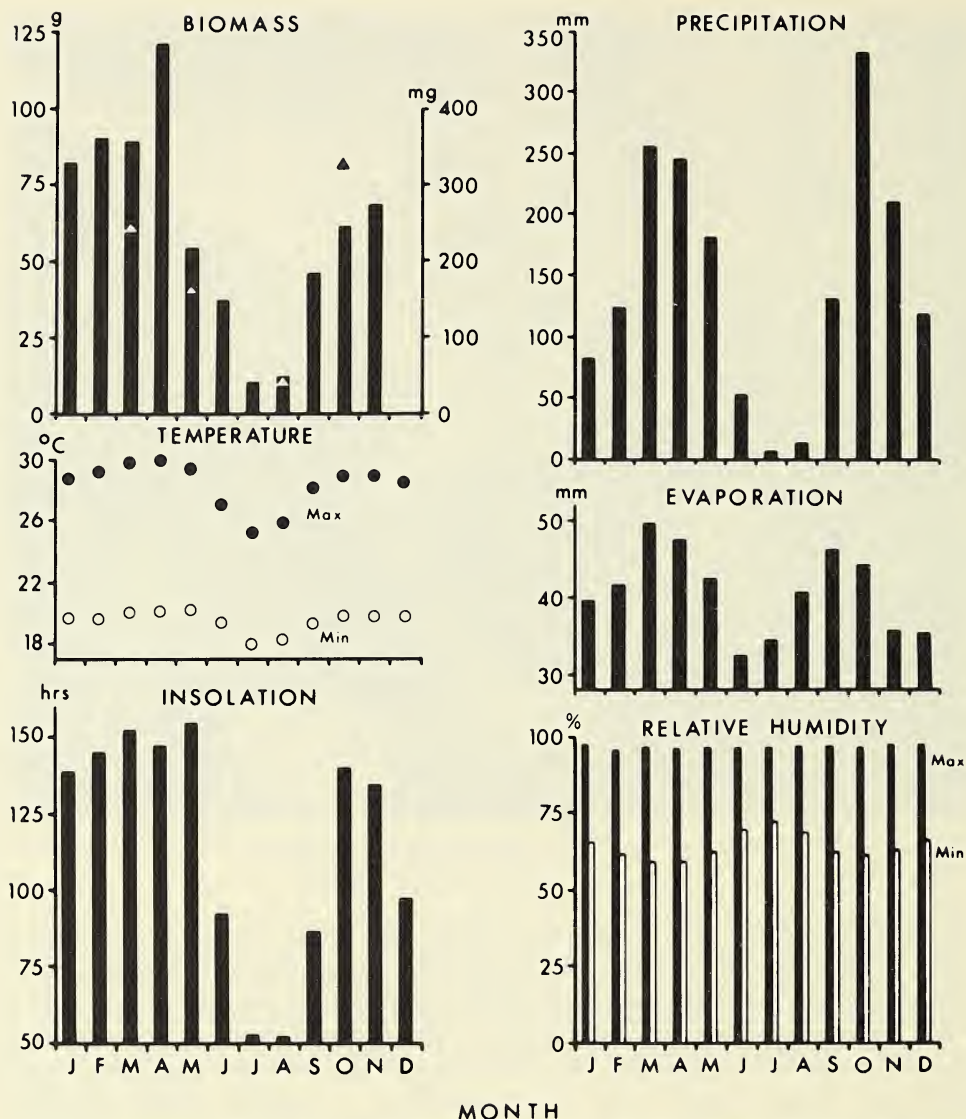 BIOMASS
g
125
100
75
50
25
0
mg
400
300
200
100
0
TEMPERATURE
°C
30
26
22
18
Max
Min
INSOLATION
hrs
150
125
100
75
50
J F M A M J J A S O N D
PRECIPITATION
mm
350
300
250
200
150
100
50
0
EVAPORATION
mm
50
40
30
RELATIVE HUMIDITY
%
100
75
50
25
0
Max
Min
J F M A M J J A S O N D
MONTH